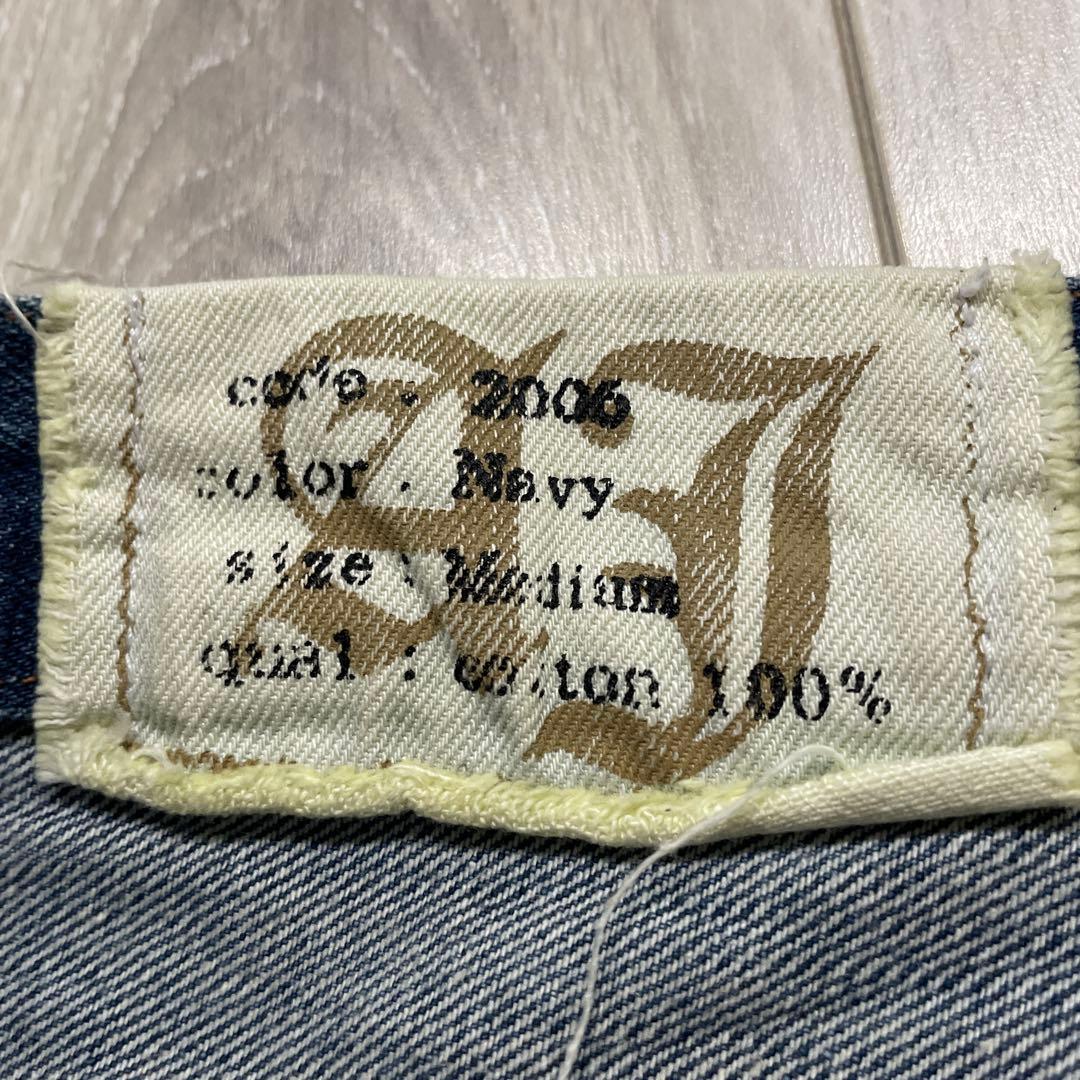 code . 2006
color . Navy
size : Medium
qual : cotton 100%